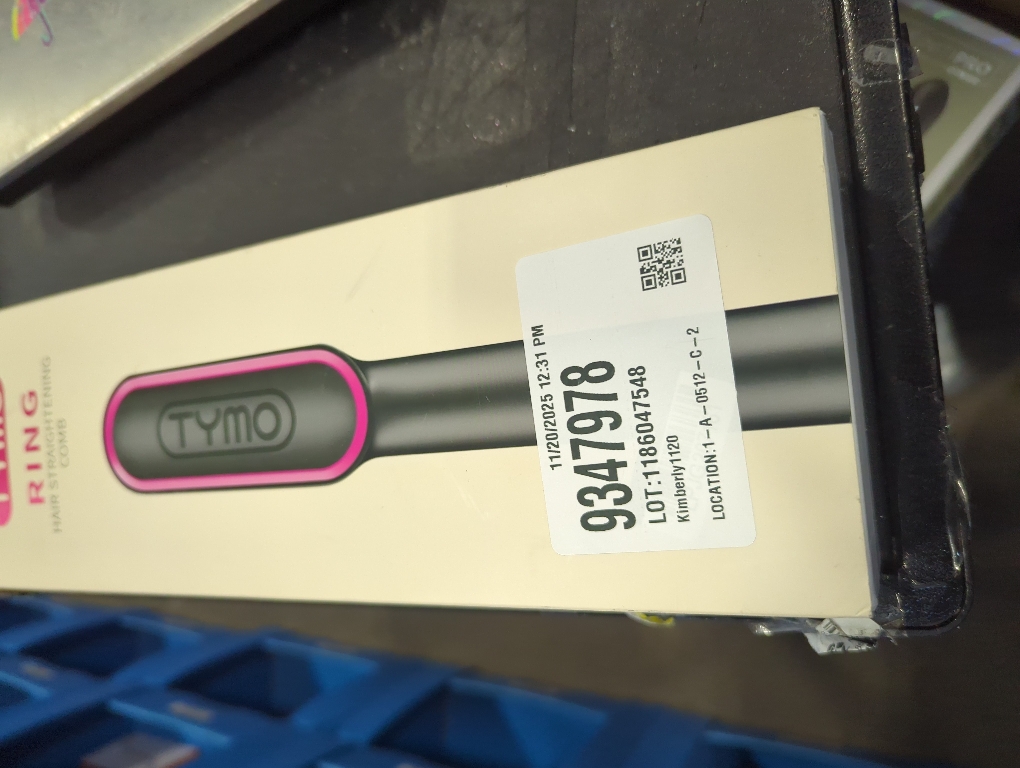 RING
HAIR STRAIGHTENING
COMB
TYMO
11/20/2025 12:31 PM
9347978
LOT:1186047548
Kimberly1120
LOCATION:1-A-0512-C-2
PRO